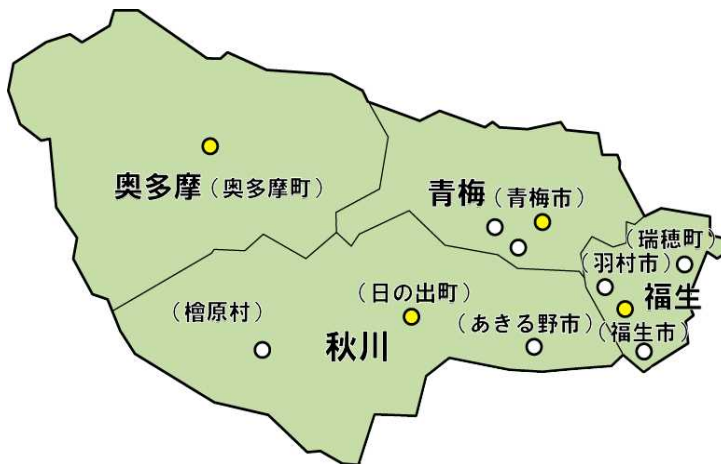 奥多摩（奥多摩町）
青梅（青梅市）
（瑞穂町）
（羽村市）
福生
（福生市）
（檜原村）
（日の出町）
秋川
（あきる野市）